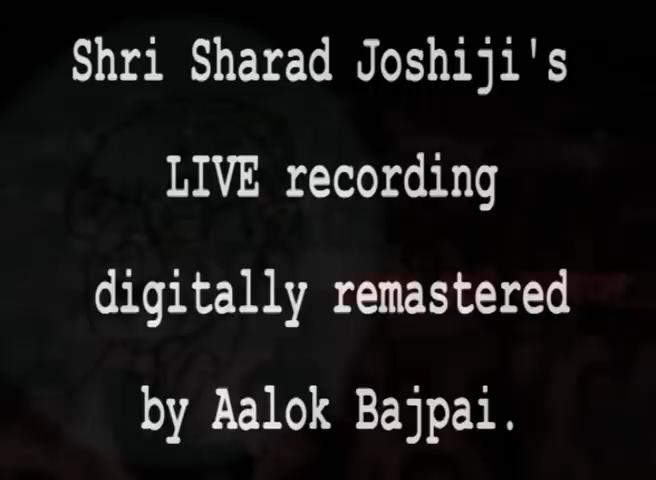 Shri Sharad Joshiji's
LIVE recording
digitally remastered
by Aalok Bajpai.